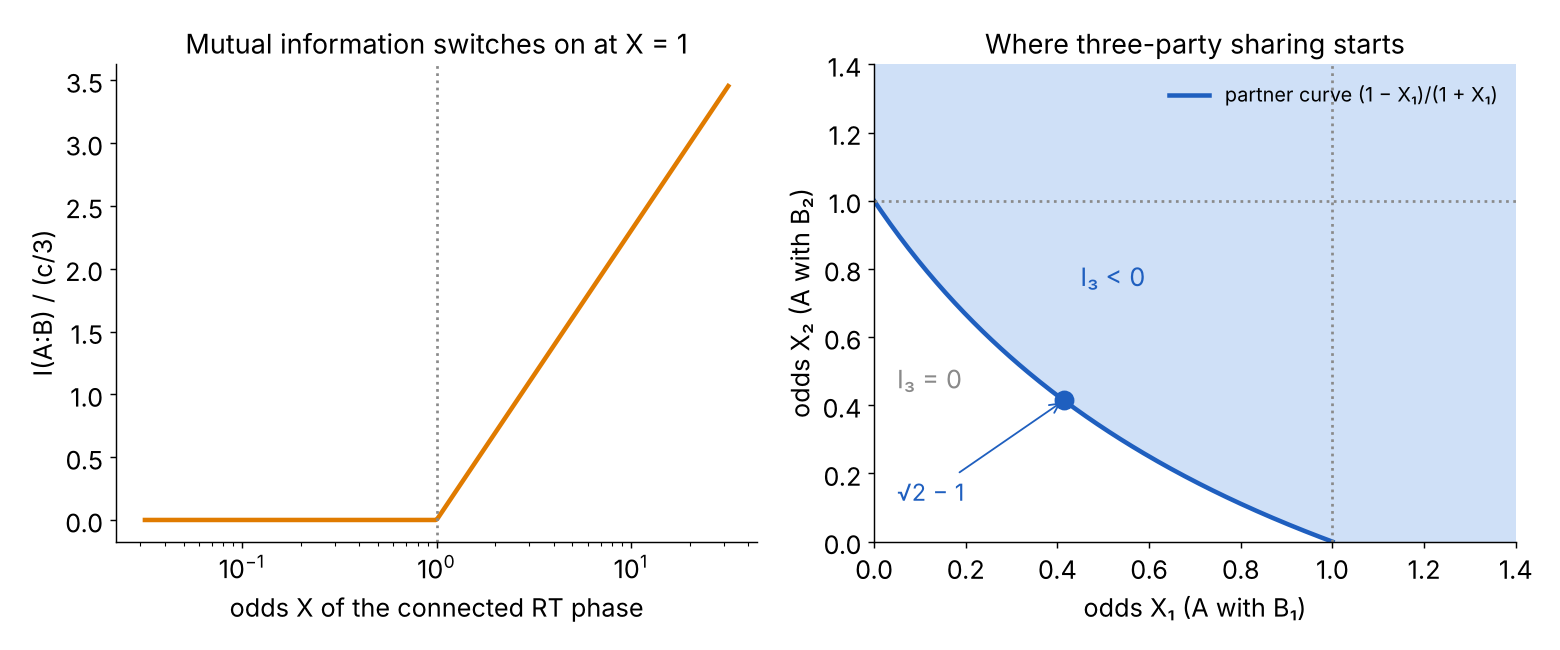 Mutual information switches on at X = 1
I(A:B) / (c/3)
3.5
3.0
2.5
2.0
1.5
1.0
0.5
0.0
10⁻¹
10⁰
10¹
odds X of the connected RT phase
Where three-party sharing starts
odds X₂ (A with B₂)
1.4
1.2
1.0
0.8
0.6
0.4
0.2
0.0
partner curve (1 − X₁)/(1 + X₁)
I₃ < 0
I₃ = 0
√2 − 1
0.0
0.2
0.4
0.6
0.8
1.0
1.2
1.4
odds X₁ (A with B₁)